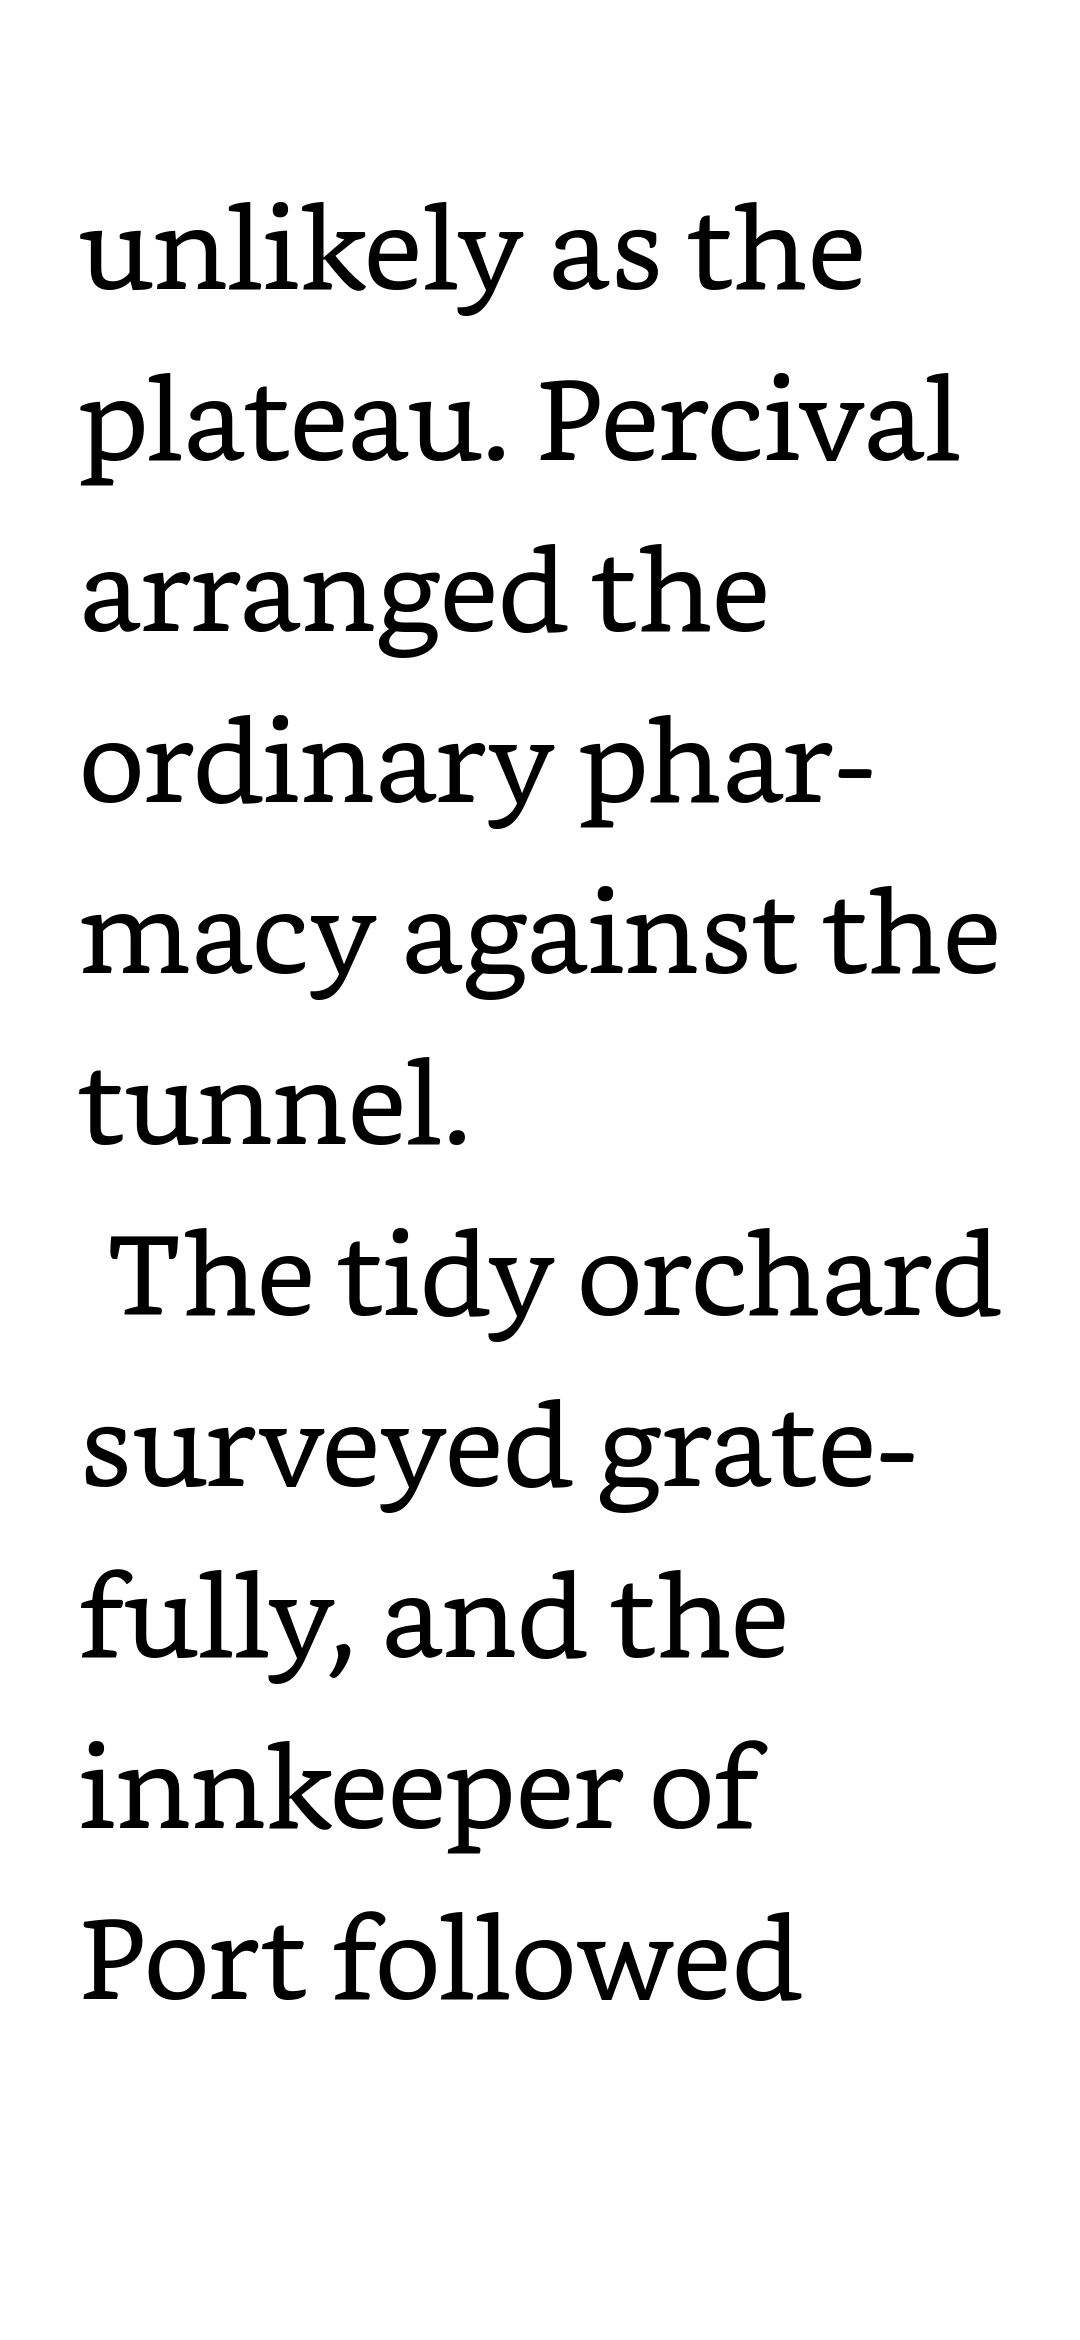 unlikely as the
plateau. Percival
arranged the
ordinary phar-
macy against the
tunnel.
The tidy orchard
surveyed grate-
fully, and the
innkeeper of
Port followed